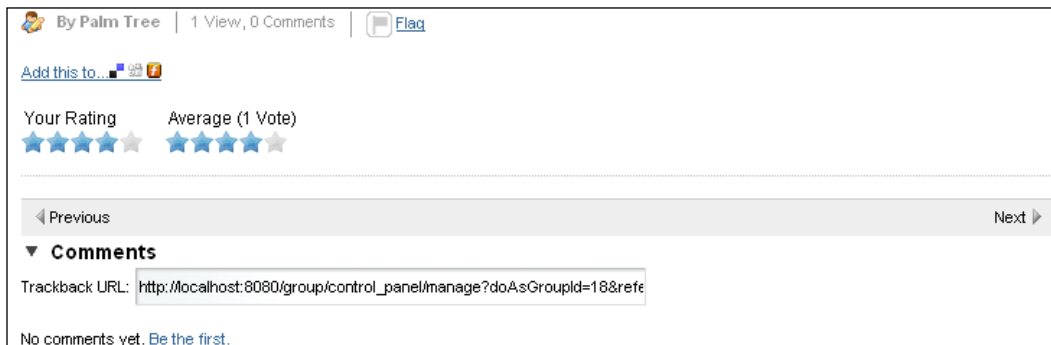 By Palm Tree | 1 View, 0 Comments | Flag
Add this to...
Your Rating Average (1 Vote)
Previous Next
Comments
Trackback URL: http://localhost:8080/group/control_panel/manage?doAsGroupId=18&refe
No comments yet. Be the first.